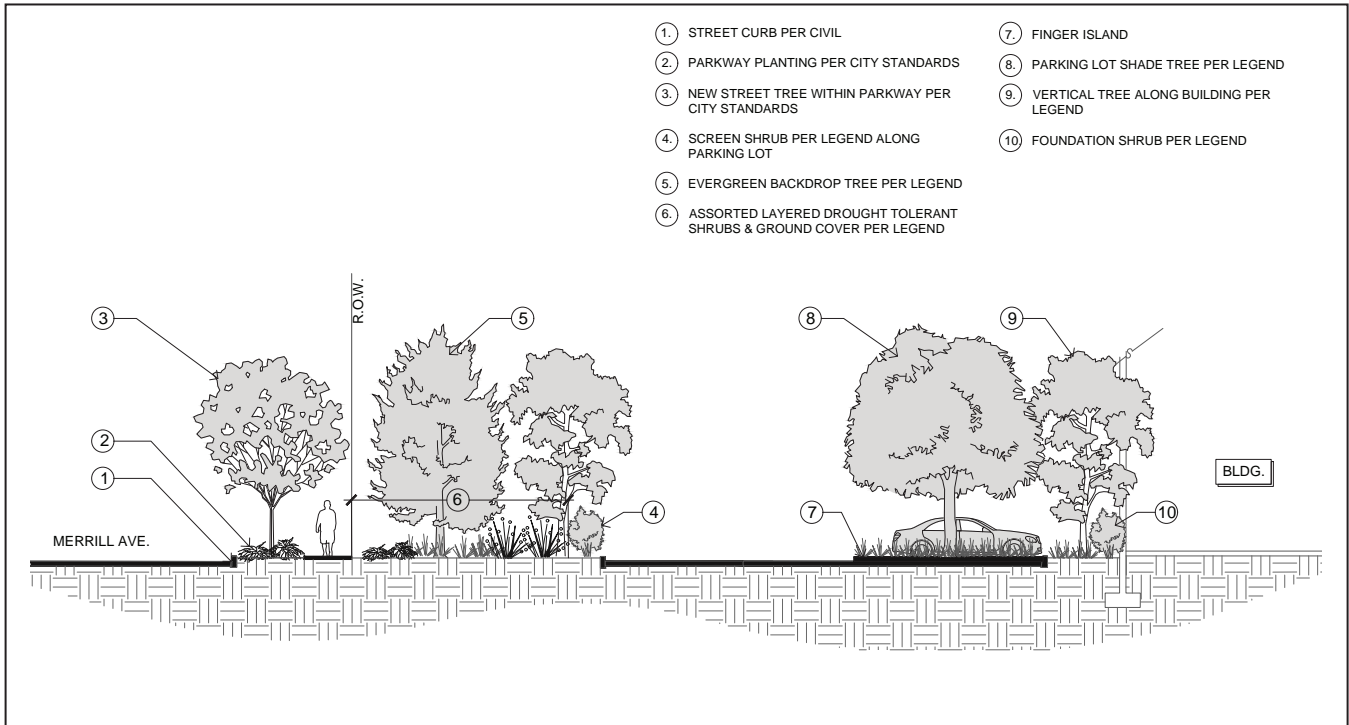 1. STREET CURB PER CIVIL
2. PARKWAY PLANTING PER CITY STANDARDS
3. NEW STREET TREE WITHIN PARKWAY PER
CITY STANDARDS
4. SCREEN SHRUB PER LEGEND ALONG
PARKING LOT
5. EVERGREEN BACKDROP TREE PER LEGEND
6. ASSORTED LAYERED DROUGHT TOLERANT
SHRUBS & GROUND COVER PER LEGEND
7. FINGER ISLAND
8. PARKING LOT SHADE TREE PER LEGEND
9. VERTICAL TREE ALONG BUILDING PER
LEGEND
10. FOUNDATION SHRUB PER LEGEND
R.O.W.
3
5
8
9
2
1
6
4
7
10
BLDG.
MERRILL AVE.